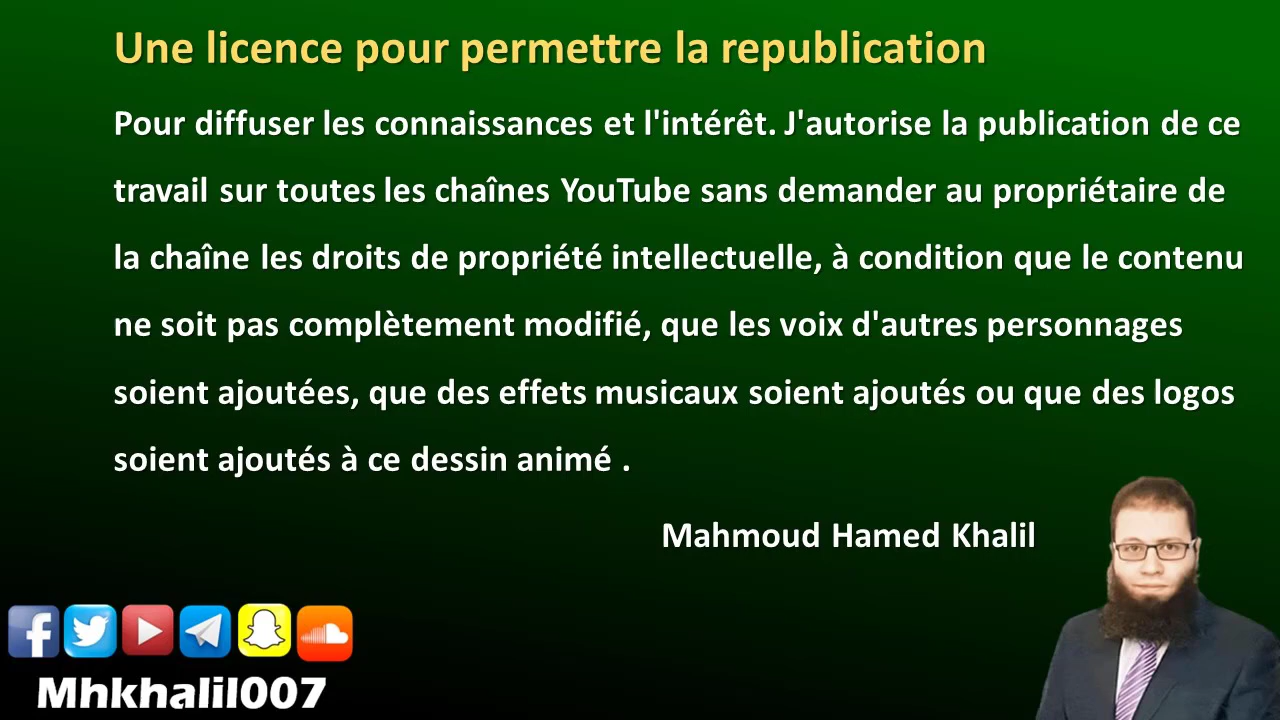 Une licence pour permettre la republication
Pour diffuser les connaissances et l'intérêt. J'autorise la publication de ce
travail sur toutes les chaînes YouTube sans demander au propriétaire de
la chaîne les droits de propriété intellectuelle, à condition que le contenu
ne soit pas complètement modifié, que les voix d'autres personnages
soient ajoutées, que des effets musicaux soient ajoutés ou que des logos
soient ajoutés à ce dessin animé .
Mahmoud Hamed Khalil
Mhkhalil007